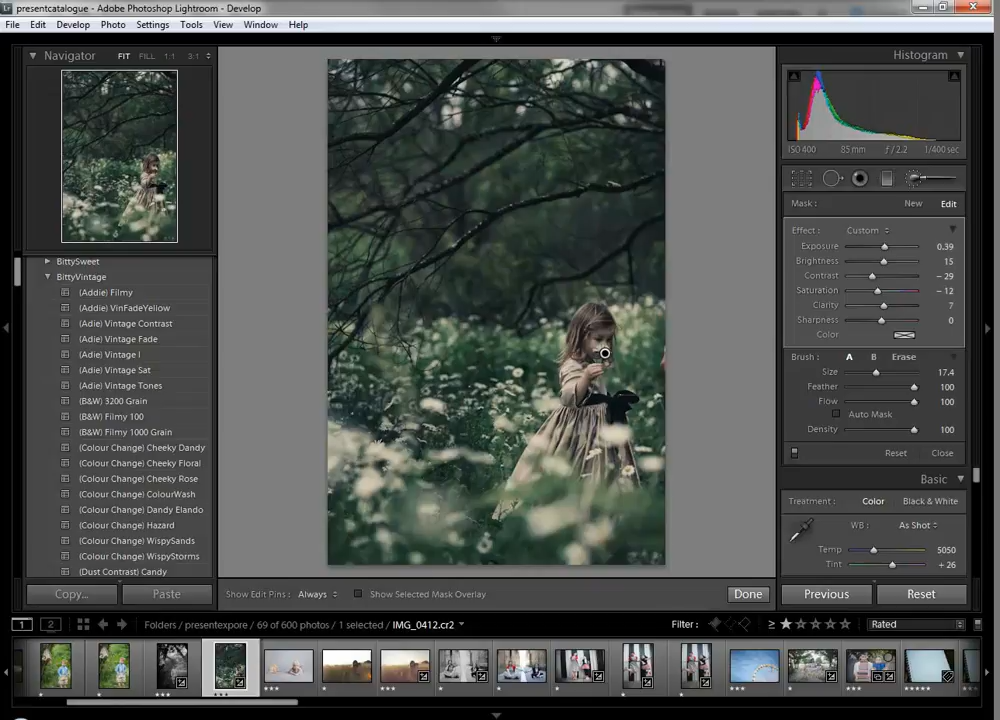 presentcatalogue - Adobe Photoshop Lightroom - Develop
File Edit Develop Photo Settings Tools View Window Help
Navigator FIT FILL 1:1 3:1
BittySweet
BittyVintage
(Addie) Filmy
(Addie) VinFadeYellow
(Adie) Vintage Contrast
(Adie) Vintage Fade
(Adie) Vintage I
(Adie) Vintage Sat
(Adie) Vintage Tones
(B&W) 3200 Grain
(B&W) Filmy 100
(B&W) Filmy 1000 Grain
(Colour Change) Cheeky Dandy
(Colour Change) Cheeky Floral
(Colour Change) Cheeky Rose
(Colour Change) ColourWash
(Colour Change) Dandy Elando
(Colour Change) Hazard
(Colour Change) WispySands
(Colour Change) WispyStorms
(Dust Contrast) Candy
Copy... Paste
Show Edit Pins: Always Show Selected Mask Overlay Done
Histogram
ISO 400 85 mm ƒ / 2.2 1/400 sec
Mask : New Edit
Effect : Custom
Exposure 0.39
Brightness 15
Contrast – 29
Saturation – 12
Clarity 7
Sharpness 0
Color
Brush : A B Erase
Size 17.4
Feather 100
Flow 100
Auto Mask
Density 100
Reset Close
Basic
Treatment : Color Black & White
WB : As Shot
Temp 5050
Tint + 26
Previous Reset
1 2 Folders / presentexpore / 69 of 600 photos / 1 selected / IMG_0412.cr2 Filter : ≥ Rated